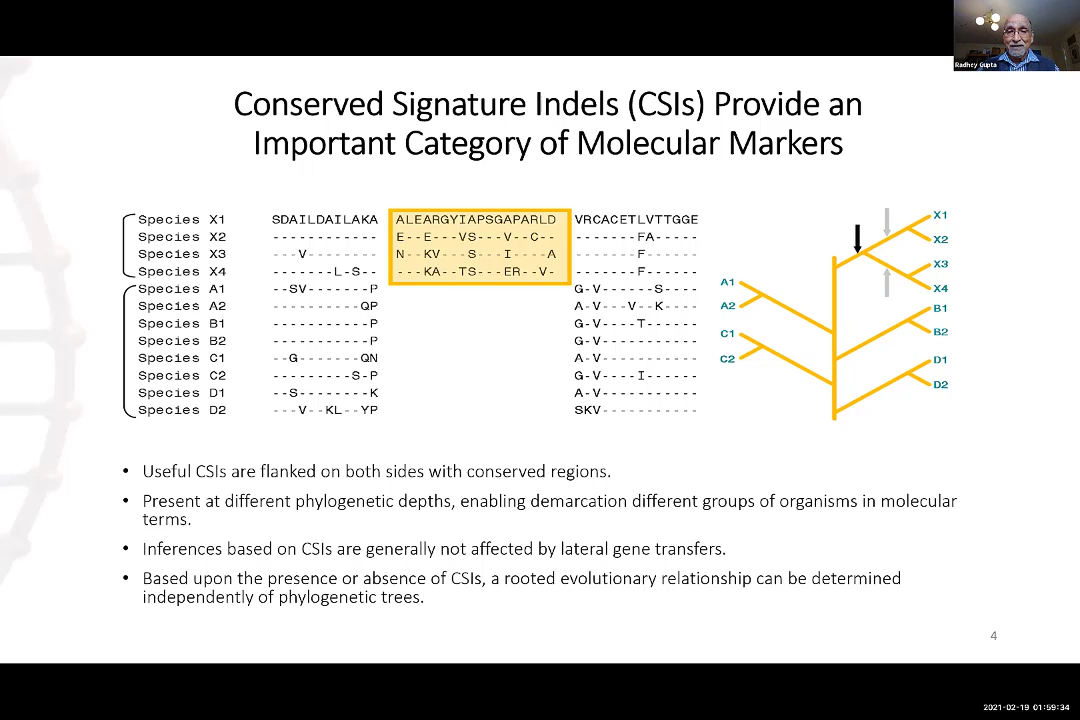 Radhey Gupta
Conserved Signature Indels (CSIs) Provide an
Important Category of Molecular Markers
Species X1 SDAILDAILAKA ALEARGYIAPSGAPARLD VRCACETLVTTGGE
Species X2 ------------ E--E---VS---V--C-- -------FA-----
Species X3 ---V-------- N--KV---S---I----A -------F------
Species X4 -------L-S-- ---KA--TS---ER--V- -------F------
Species A1 --SV-------P G-V------S----
Species A2 ----------QP A-V---V--K----
Species B1 -----------P G-V----T------
Species B2 -----------P G-V-----------
Species C1 --G-------QN A-V-----------
Species C2 ---------S-P G-V----I------
Species D1 --S--------K A-V-----------
Species D2 ---V--KL--YP SKV-----------
X1
X2
X3
X4
A1
A2
B1
B2
C1
C2
D1
D2
• Useful CSIs are flanked on both sides with conserved regions.
• Present at different phylogenetic depths, enabling demarcation different groups of organisms in molecular
terms.
• Inferences based on CSIs are generally not affected by lateral gene transfers.
• Based upon the presence or absence of CSIs, a rooted evolutionary relationship can be determined
independently of phylogenetic trees.
4
2021-02-19 01:59:34